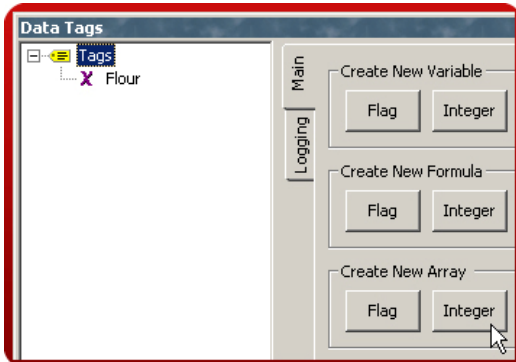 Data Tags
Tags
Flour
Main
Logging
Create New Variable
Flag Integer
Create New Formula
Flag Integer
Create New Array
Flag Integer